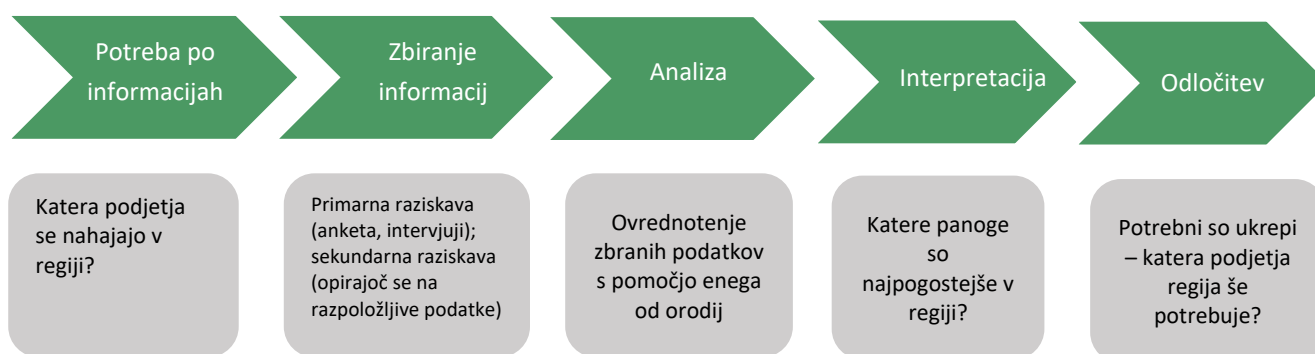 Potreba po
informacijah
Zbiranje
informacij
Analiza
Interpretacija
Odločitev
Katera podjetja
se nahajajo v
regiji?
Primarna raziskava
(anketa, intervjuji);
sekundarna raziskava
(opirajoč se na
razpoložljive podatke)
Ovrednotenje
zbranih podatkov
s pomočjo enega
od orodij
Katere panoge
so
najpogostejše v
regiji?
Potrebni so ukrepi
– katera podjetja
regija še
potrebuje?